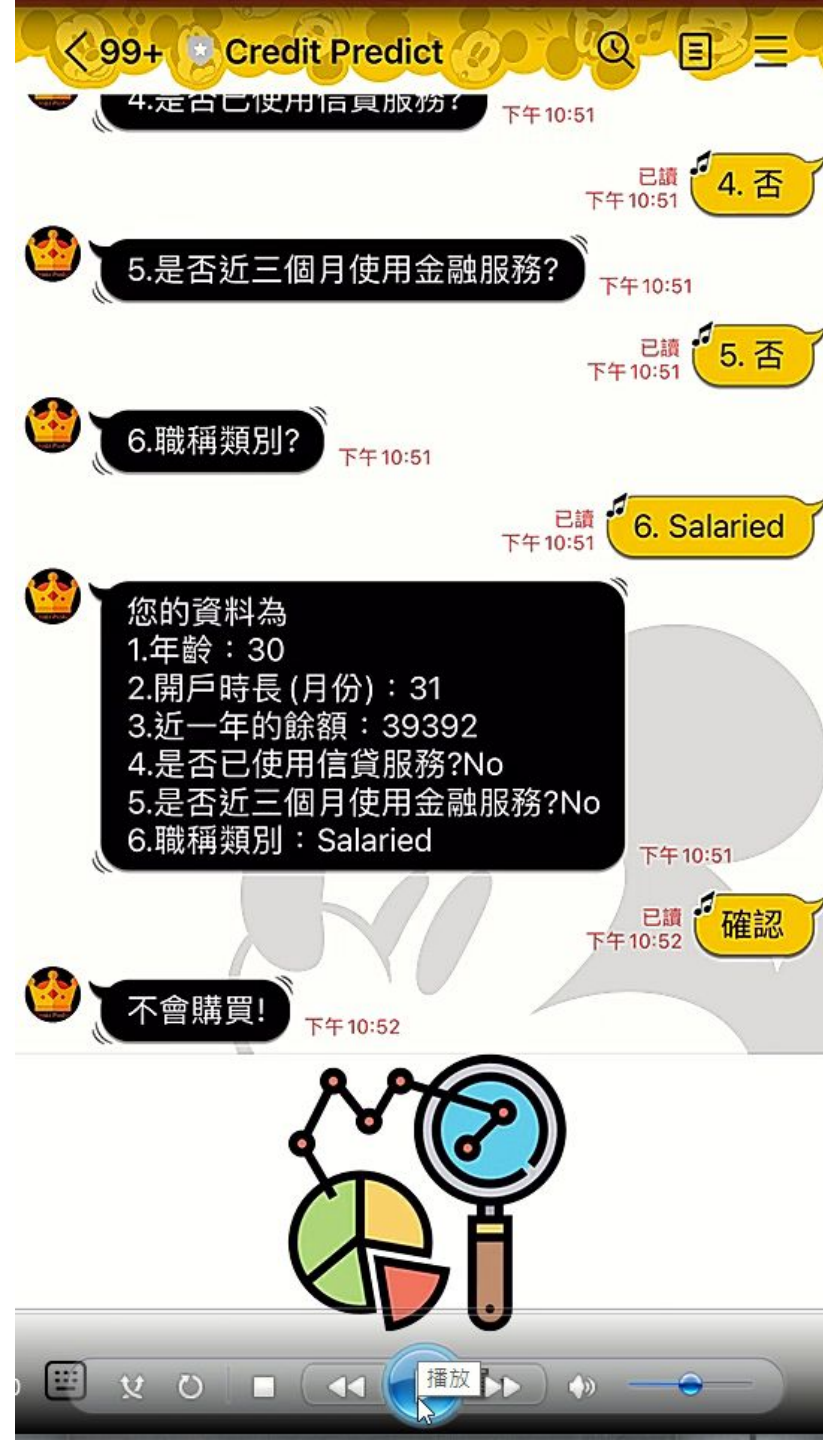 99+ Credit Predict
4.是否已使用信貸服務?
下午10:51
已讀
下午10:51
4. 否
5.是否近三個月使用金融服務?
下午10:51
已讀
下午10:51
5. 否
6.職稱類別?
下午10:51
已讀
下午10:51
6. Salaried
您的資料為
1.年齡：30
2.開戶時長(月份)：31
3.近一年的餘額：39392
4.是否已使用信貸服務?No
5.是否近三個月使用金融服務?No
6.職稱類別：Salaried
下午10:51
已讀
下午10:52
確認
不會購買!
下午10:52
播放